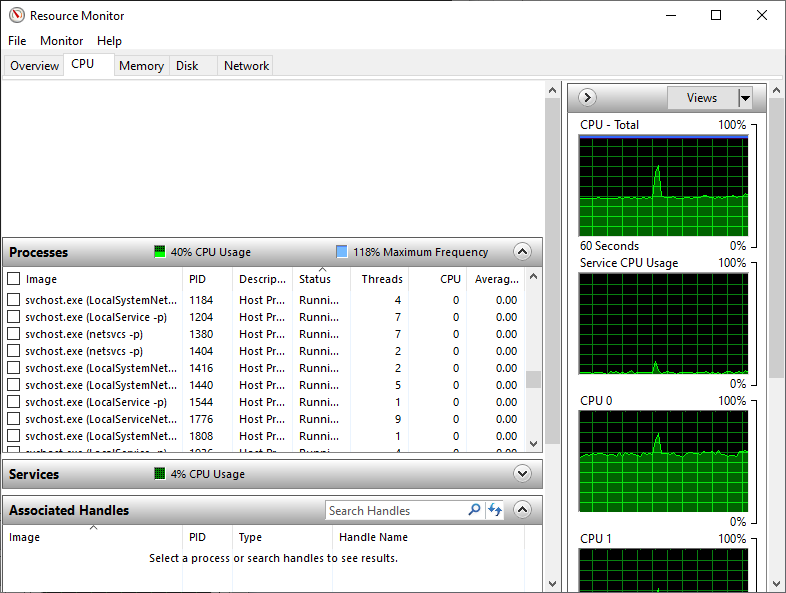 Resource Monitor
File Monitor Help
Overview CPU Memory Disk Network
Views
CPU - Total 100%
60 Seconds 0%
Service CPU Usage 100%
0%
CPU 0 100%
0%
CPU 1 100%
Processes 40% CPU Usage 118% Maximum Frequency
Image PID Descrip... Status Threads CPU Averag...
svchost.exe (LocalSystemNet... 1184 Host Pr... Runni... 4 0 0.00
svchost.exe (LocalService -p) 1204 Host Pr... Runni... 7 0 0.00
svchost.exe (netsvcs -p) 1380 Host Pr... Runni... 7 0 0.00
svchost.exe (netsvcs -p) 1404 Host Pr... Runni... 2 0 0.00
svchost.exe (LocalSystemNet... 1416 Host Pr... Runni... 2 0 0.00
svchost.exe (LocalSystemNet... 1440 Host Pr... Runni... 5 0 0.00
svchost.exe (LocalService -p) 1544 Host Pr... Runni... 1 0 0.00
svchost.exe (LocalServiceNet... 1776 Host Pr... Runni... 9 0 0.00
svchost.exe (LocalSystemNet... 1808 Host Pr... Runni... 1 0 0.00
Services 4% CPU Usage
Associated Handles Search Handles
Image PID Type Handle Name
Select a process or search handles to see results.